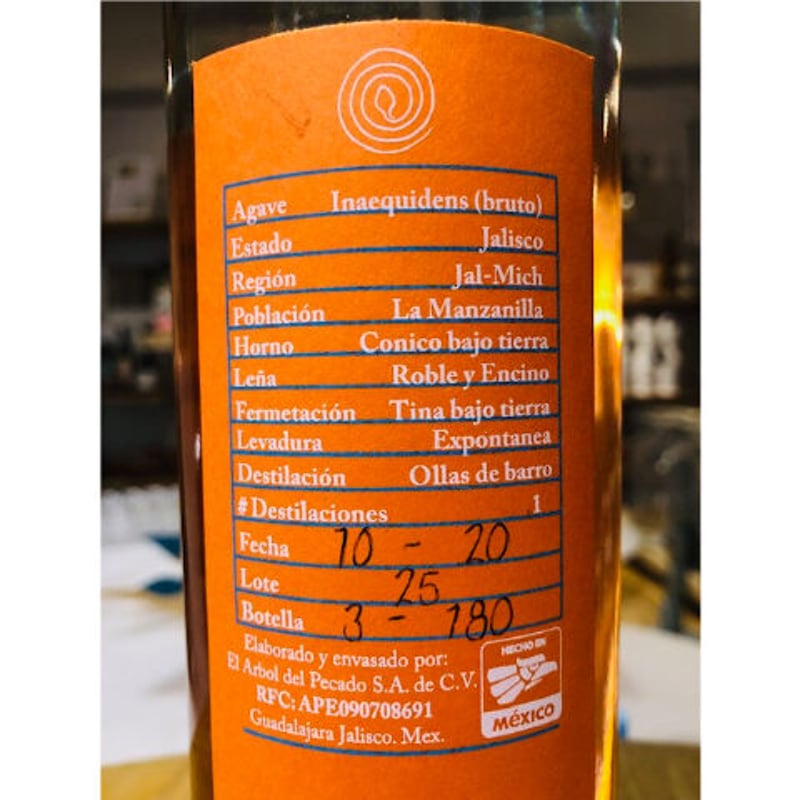 Agave Inaequidens (bruto)
Estado Jalisco
Región Jal-Mich
Población La Manzanilla
Horno Conico bajo tierra
Leña Roble y Encino
Fermetación Tina bajo tierra
Levadura Expontanea
Destilación Ollas de barro
# Destilaciones 1
Fecha 10 - 20
Lote 25
Botella 3 - 180
Elaborado y envasado por:
El Arbol del Pecado S.A. de C.V.
RFC: APE090708691
Guadalajara Jalisco. Mex.
HECHO EN
MÉXICO